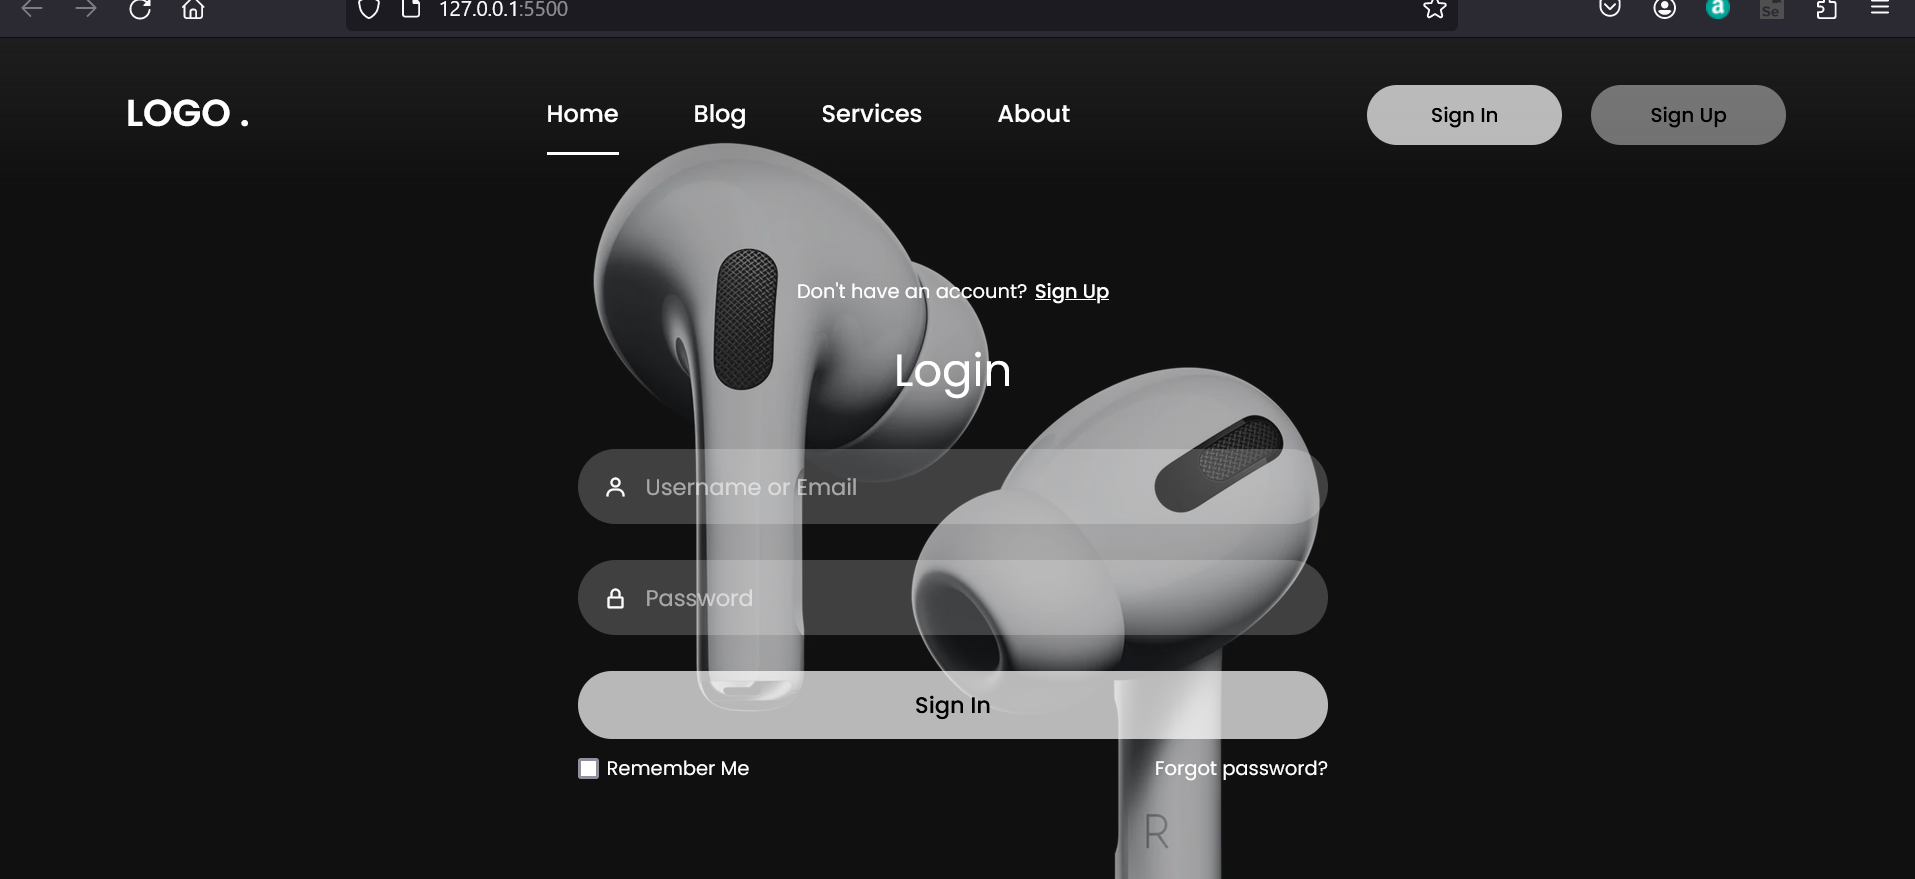 127.0.0.1:5500
a
Se
LOGO .
Home Blog Services About
Sign In Sign Up
Don't have an account? Sign Up
Login
Username or Email
Password
Sign In
Remember Me Forgot password?
R